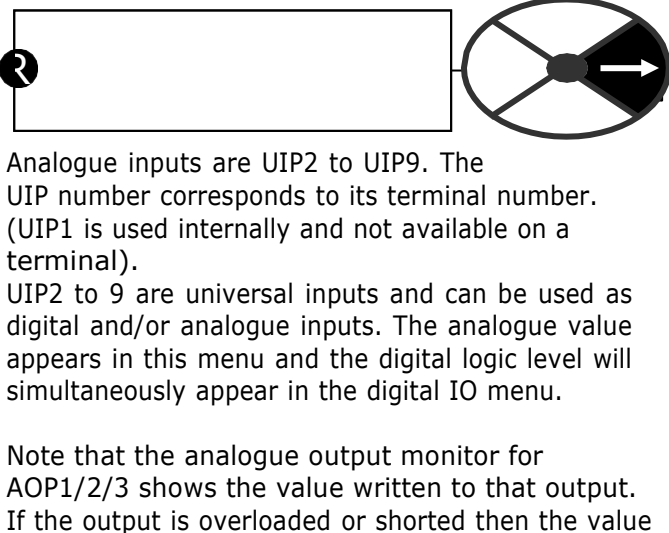 R
Analogue inputs are UIP2 to UIP9. The
UIP number corresponds to its terminal number.
(UIP1 is used internally and not available on a
terminal).
UIP2 to 9 are universal inputs and can be used as
digital and/or analogue inputs. The analogue value
appears in this menu and the digital logic level will
simultaneously appear in the digital IO menu.
Note that the analogue output monitor for
AOP1/2/3 shows the value written to that output.
If the output is overloaded or shorted then the value